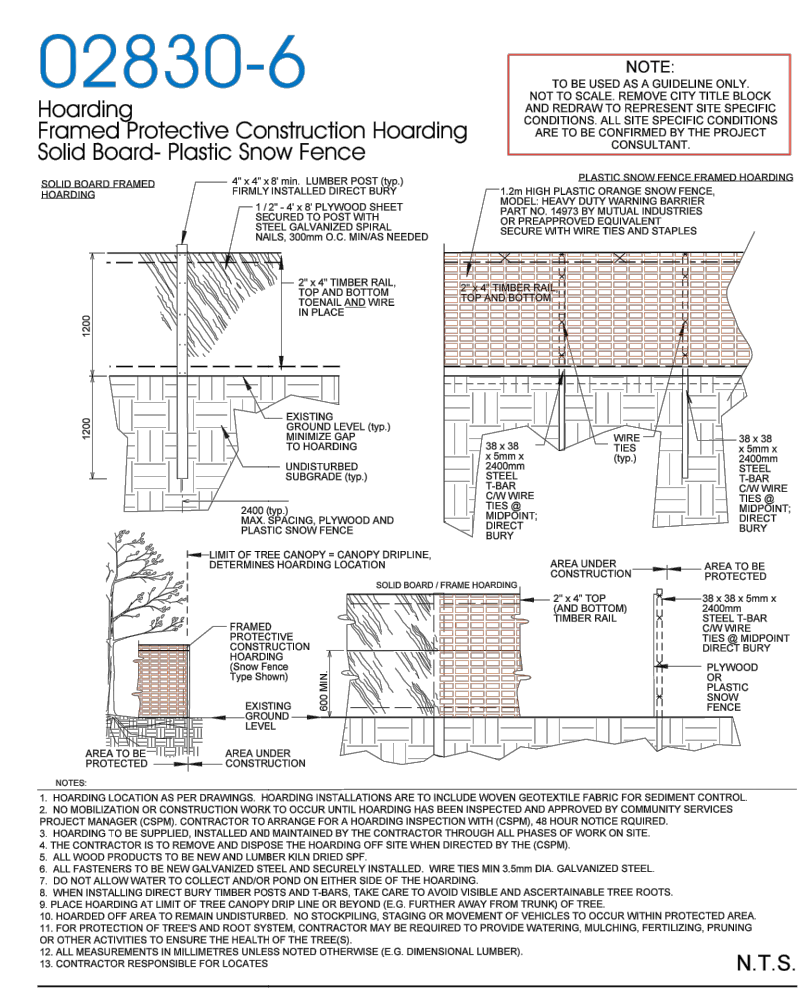 02830-6
Hoarding
Framed Protective Construction Hoarding
Solid Board- Plastic Snow Fence
NOTE:
TO BE USED AS A GUIDELINE ONLY.
NOT TO SCALE. REMOVE CITY TITLE BLOCK
AND REDRAW TO REPRESENT SITE SPECIFIC
CONDITIONS. ALL SITE SPECIFIC CONDITIONS
ARE TO BE CONFIRMED BY THE PROJECT
CONSULTANT.
SOLID BOARD FRAMED
HOARDING
4" x 4" x 8' min. LUMBER POST (typ.)
FIRMLY INSTALLED DIRECT BURY
1 / 2" - 4' x 8' PLYWOOD SHEET
SECURED TO POST WITH
STEEL GALVANIZED SPIRAL
NAILS, 300mm O.C. MIN/AS NEEDED
2" x 4" TIMBER RAIL,
TOP AND BOTTOM
TOENAIL AND WIRE
IN PLACE
1200
1200
EXISTING
GROUND LEVEL (typ.)
MINIMIZE GAP
TO HOARDING
UNDISTURBED
SUBGRADE (typ.)
2400 (typ.)
MAX. SPACING, PLYWOOD AND
PLASTIC SNOW FENCE
PLASTIC SNOW FENCE FRAMED HOARDING
1.2m HIGH PLASTIC ORANGE SNOW FENCE,
MODEL: HEAVY DUTY WARNING BARRIER
PART NO. 14973 BY MUTUAL INDUSTRIES
OR PREAPPROVED EQUIVALENT
SECURE WITH WIRE TIES AND STAPLES
2" x 4" TIMBER RAIL,
TOP AND BOTTOM
38 x 38
x 5mm x
2400mm
STEEL
T-BAR
C/W WIRE
TIES @
MIDPOINT;
DIRECT
BURY
WIRE
TIES
(typ.)
38 x 38
x 5mm x
2400mm
STEEL
T-BAR
C/W WIRE
TIES @
MIDPOINT;
DIRECT
BURY
LIMIT OF TREE CANOPY = CANOPY DRIPLINE,
DETERMINES HOARDING LOCATION
FRAMED
PROTECTIVE
CONSTRUCTION
HOARDING
(Snow Fence
Type Shown)
EXISTING
GROUND
LEVEL
AREA TO BE
PROTECTED
AREA UNDER
CONSTRUCTION
SOLID BOARD / FRAME HOARDING
600 MIN.
2" x 4" TOP
(AND BOTTOM)
TIMBER RAIL
AREA UNDER
CONSTRUCTION
AREA TO BE
PROTECTED
38 x 38 x 5mm x
2400mm
STEEL T-BAR
C/W WIRE
TIES @ MIDPOINT
DIRECT BURY
PLYWOOD
OR
PLASTIC
SNOW
FENCE
NOTES:
1. HOARDING LOCATION AS PER DRAWINGS. HOARDING INSTALLATIONS ARE TO INCLUDE WOVEN GEOTEXTILE FABRIC FOR SEDIMENT CONTROL.
2. NO MOBILIZATION OR CONSTRUCTION WORK TO OCCUR UNTIL HOARDING HAS BEEN INSPECTED AND APPROVED BY COMMUNITY SERVICES
PROJECT MANAGER (CSPM). CONTRACTOR TO ARRANGE FOR A HOARDING INSPECTION WITH (CSPM), 48 HOUR NOTICE RQUIRED.
3. HOARDING TO BE SUPPLIED, INSTALLED AND MAINTAINED BY THE CONTRACTOR THROUGH ALL PHASES OF WORK ON SITE.
4. THE CONTRACTOR IS TO REMOVE AND DISPOSE THE HOARDING OFF SITE WHEN DIRECTED BY THE (CSPM).
5. ALL WOOD PRODUCTS TO BE NEW AND LUMBER KILN DRIED SPF.
6. ALL FASTENERS TO BE NEW GALVANIZED STEEL AND SECURELY INSTALLED. WIRE TIES MIN 3.5mm DIA. GALVANIZED STEEL.
7. DO NOT ALLOW WATER TO COLLECT AND/OR POND ON EITHER SIDE OF THE HOARDING.
8. WHEN INSTALLING DIRECT BURY TIMBER POSTS AND T-BARS, TAKE CARE TO AVOID VISIBLE AND ASCERTAINABLE TREE ROOTS.
9. PLACE HOARDING AT LIMIT OF TREE CANOPY DRIP LINE OR BEYOND (E.G. FURTHER AWAY FROM TRUNK) OF TREE.
10. HOARDED OFF AREA TO REMAIN UNDISTURBED. NO STOCKPILING, STAGING OR MOVEMENT OF VEHICLES TO OCCUR WITHIN PROTECTED AREA.
11. FOR PROTECTION OF TREE'S AND ROOT SYSTEM, CONTRACTOR MAY BE REQUIRED TO PROVIDE WATERING, MULCHING, FERTILIZING, PRUNING
OR OTHER ACTIVITIES TO ENSURE THE HEALTH OF THE TREE(S).
12. ALL MEASUREMENTS IN MILLIMETRES UNLESS NOTED OTHERWISE (E.G. DIMENSIONAL LUMBER).
13. CONTRACTOR RESPONSIBLE FOR LOCATES
N.T.S.